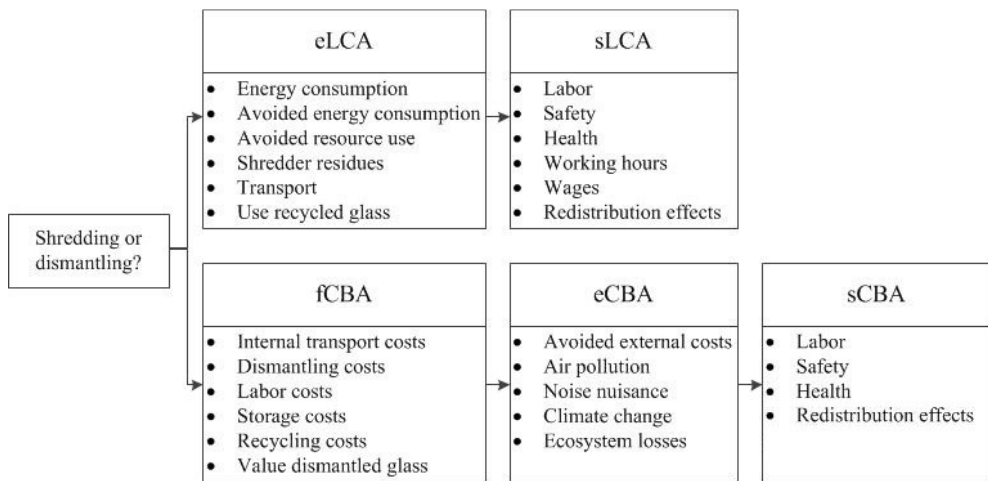 eLCA
• Energy consumption
• Avoided energy consumption
• Avoided resource use
• Shredder residues
• Transport
• Use recycled glass
sLCA
• Labor
• Safety
• Health
• Working hours
• Wages
• Redistribution effects
Shredding or
dismantling?
fCBA
• Internal transport costs
• Dismantling costs
• Labor costs
• Storage costs
• Recycling costs
• Value dismantled glass
eCBA
• Avoided external costs
• Air pollution
• Noise nuisance
• Climate change
• Ecosystem losses
sCBA
• Labor
• Safety
• Health
• Redistribution effects